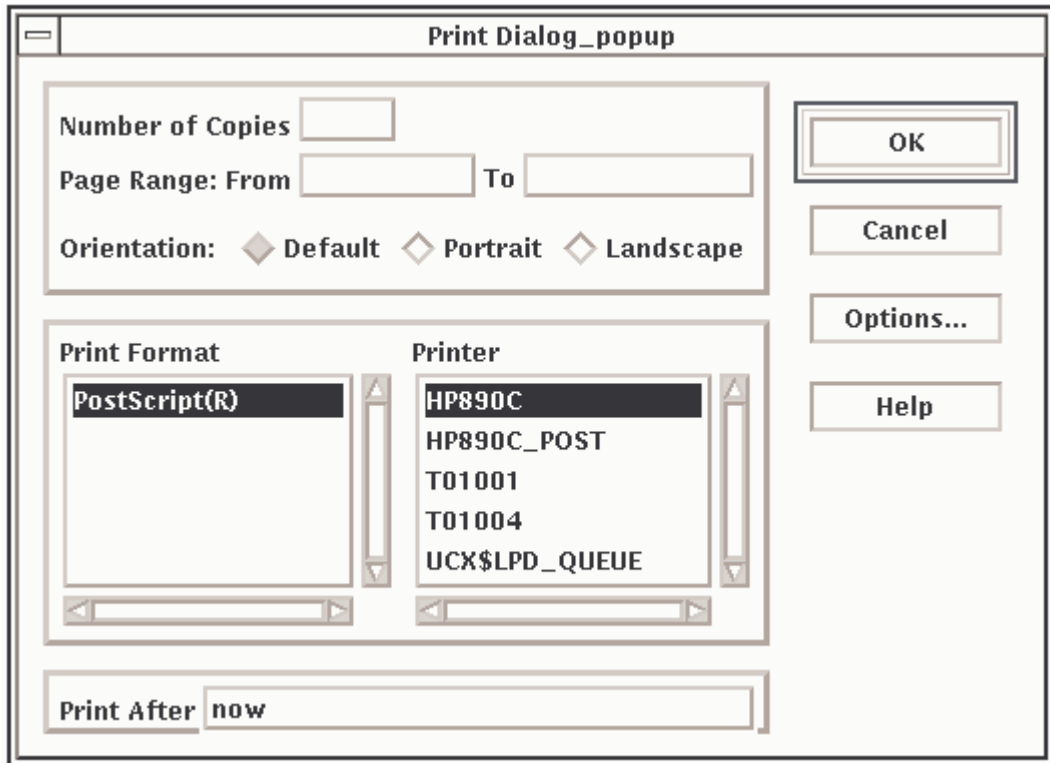 Print Dialog_popup
Number of Copies
Page Range: From To
Orientation: Default Portrait Landscape
OK
Cancel
Options...
Help
Print Format
PostScript(R)
Printer
HP890C
HP890C_POST
T01001
T01004
UCX$LPD_QUEUE
Print After now